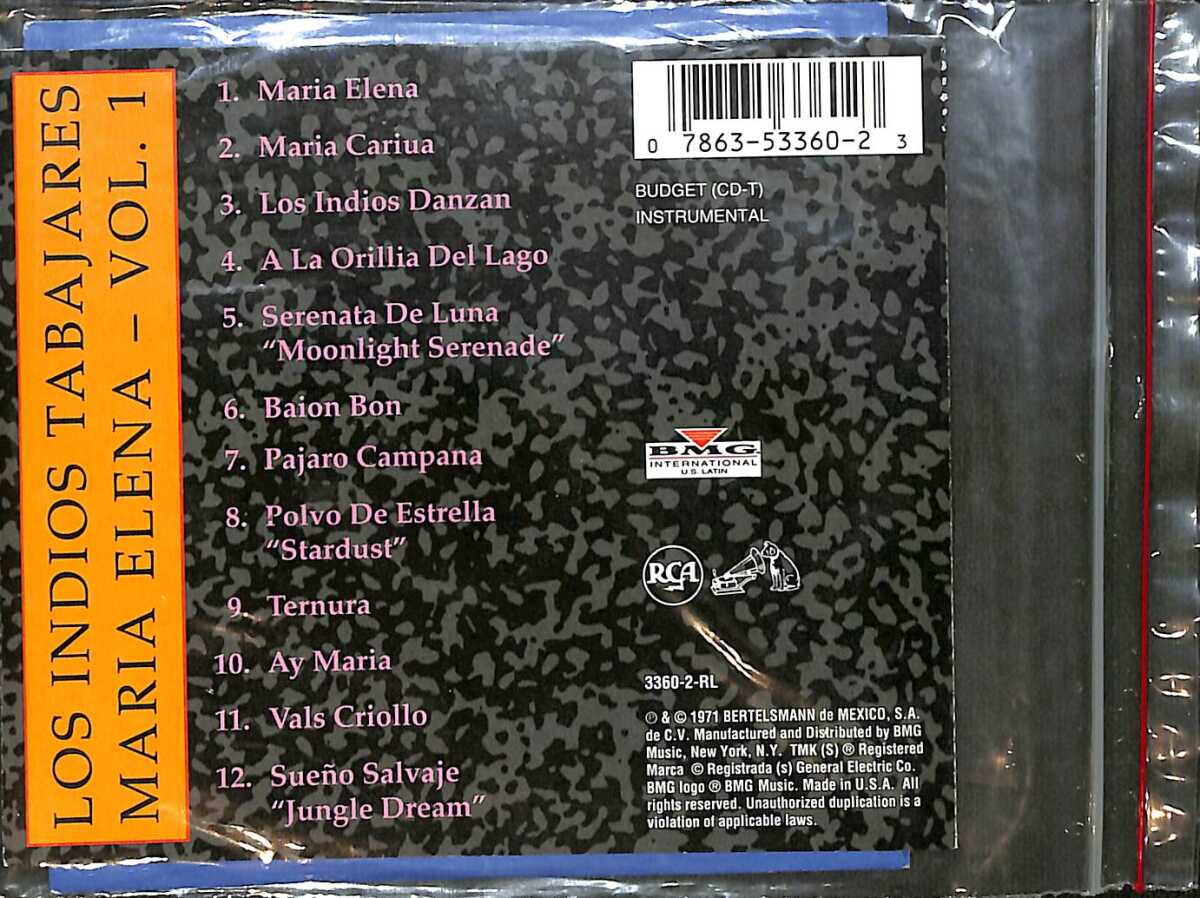 LOS INDIOS TABAJARES
MARIA ELENA – VOL. 1
1. Maria Elena
2. Maria Cariua
3. Los Indios Danzan
4. A La Orillia Del Lago
5. Serenata De Luna
"Moonlight Serenade"
6. Baion Bon
7. Pajaro Campana
8. Polvo De Estrella
"Stardust"
9. Ternura
10. Ay Maria
11. Vals Criollo
12. Sueño Salvaje
"Jungle Dream"
0 7863-53360-2 3
BUDGET (CD-T)
INSTRUMENTAL
BMG
INTERNATIONAL
U.S. LATIN
RCA
3360-2-RL
℗ & © 1971 BERTELSMANN de MEXICO, S.A.
de C.V. Manufactured and Distributed by BMG
Music, New York, N.Y. TMK (S) ® Registered
Marca © Registrada (s) General Electric Co.
BMG logo ® BMG Music. Made in U.S.A. All
rights reserved. Unauthorized duplication is a
violation of applicable laws.